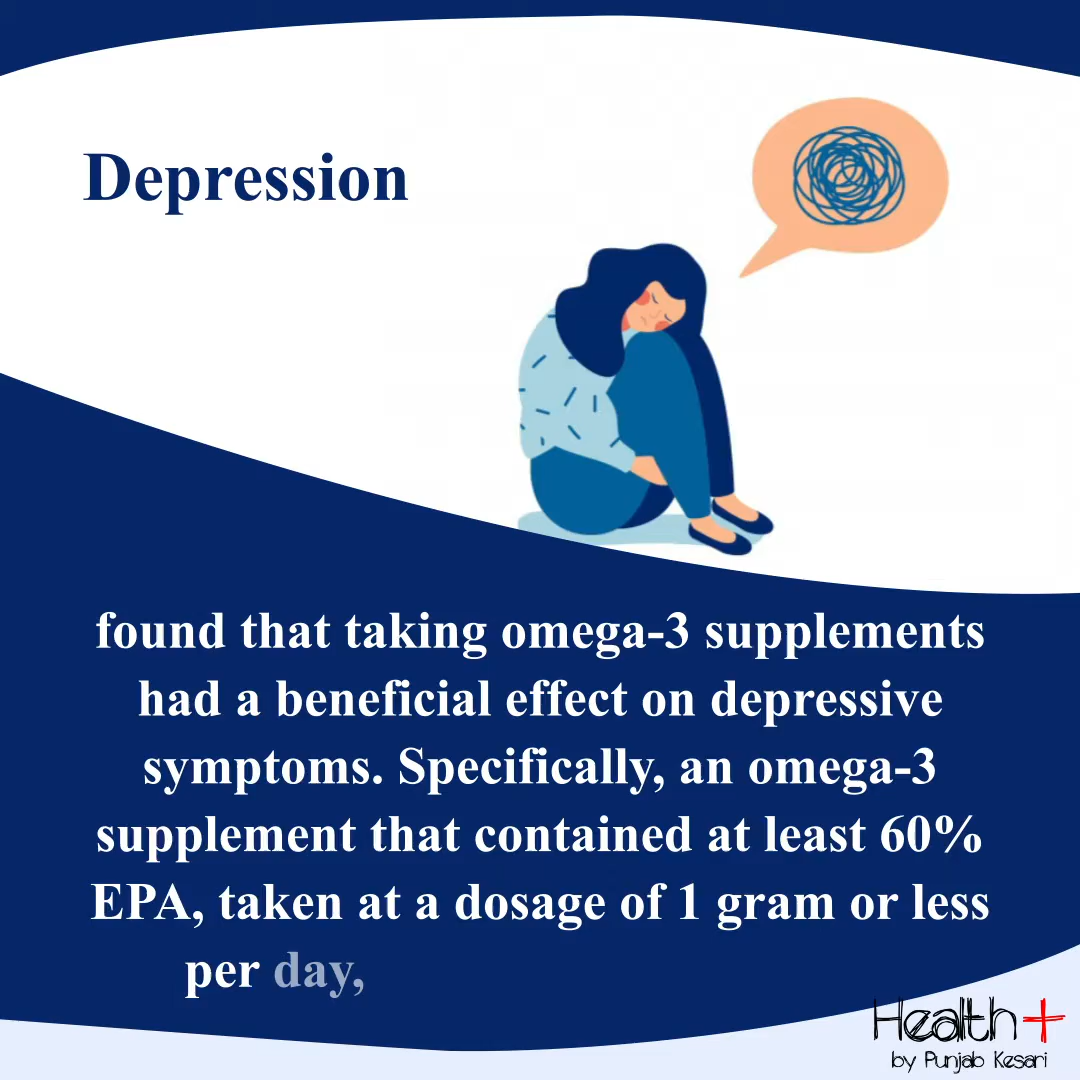 Depression
found that taking omega-3 supplements
had a beneficial effect on depressive
symptoms. Specifically, an omega-3
supplement that contained at least 60%
EPA, taken at a dosage of 1 gram or less
per day,
Health+
by Punjab Kesari